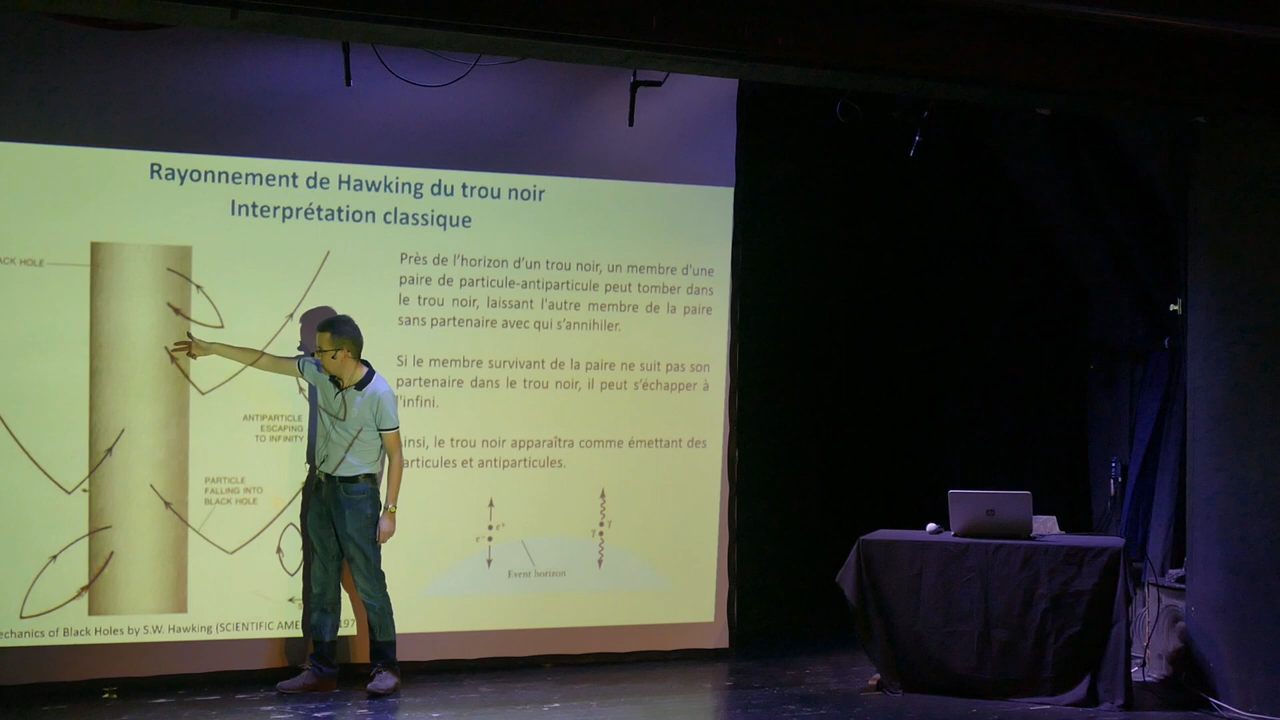 Rayonnement de Hawking du trou noir
Interprétation classique
ACK HOLE
Près de l'horizon d'un trou noir, un membre d'une
paire de particule-antiparticule peut tomber dans
le trou noir, laissant l'autre membre de la paire
sans partenaire avec qui s'annihiler.
Si le membre survivant de la paire ne suit pas son
partenaire dans le trou noir, il peut s'échapper à
l'infini.
insi, le trou noir apparaîtra comme émettant des
articules et antiparticules.
ANTIPARTICLE
ESCAPING
TO INFINITY
PARTICLE
FALLING INTO
BLACK HOLE
e⁺
e⁻
γ
γ
Event horizon
echanics of Black Holes by S.W. Hawking (SCIENTIFIC AME 197
hp